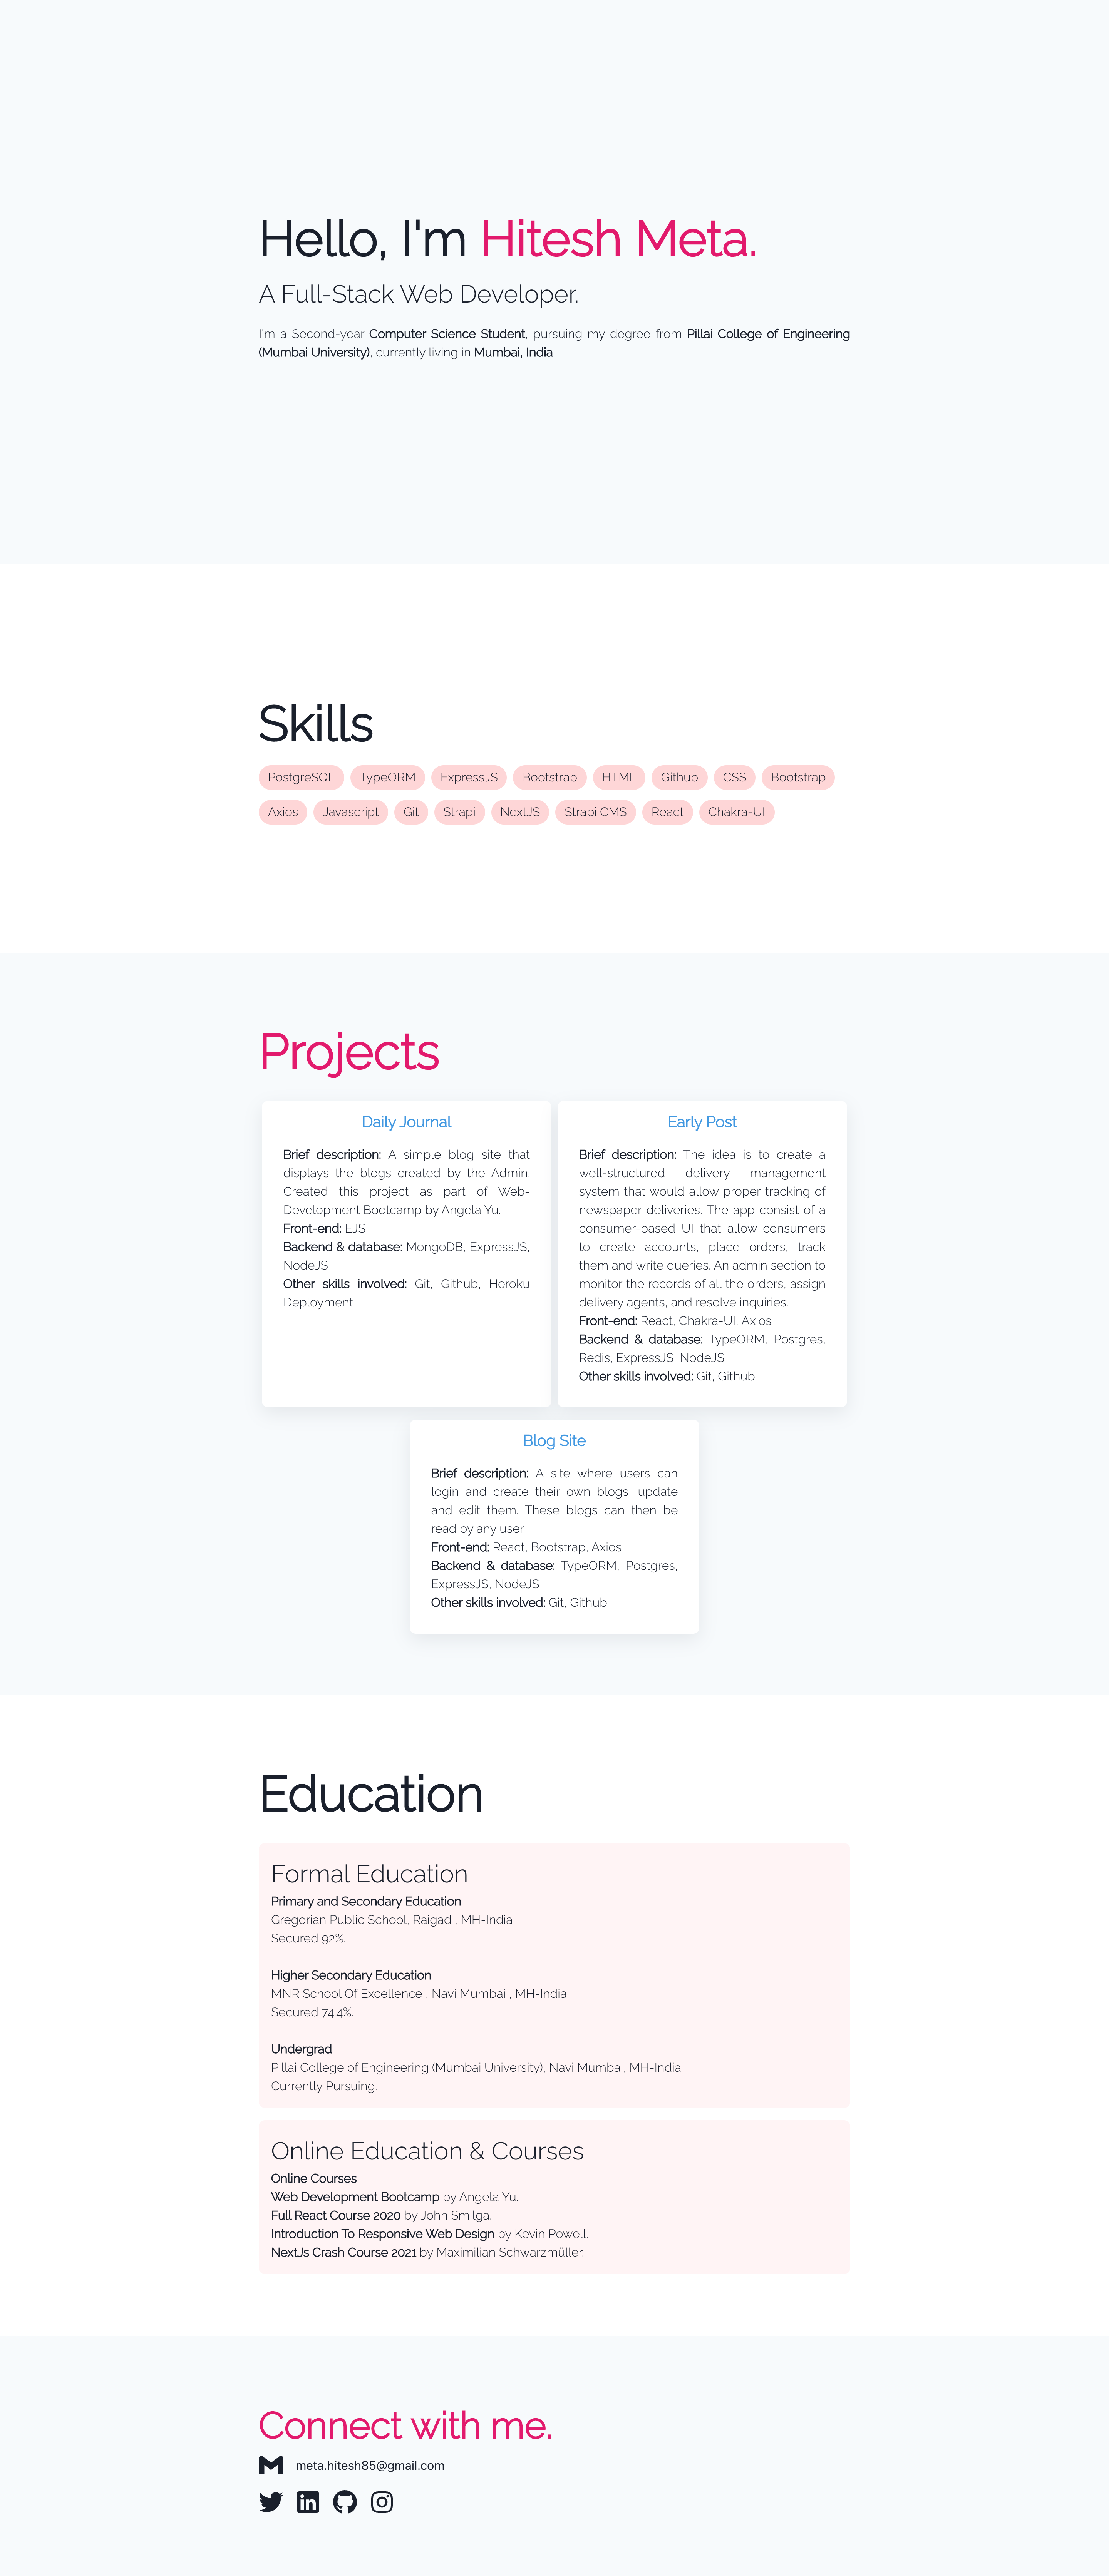 Hello, I'm Hitesh Meta.
A Full-Stack Web Developer.
I'm a Second-year Computer Science Student, pursuing my degree from Pillai College of Engineering
(Mumbai University), currently living in Mumbai, India.
Skills
PostgreSQL TypeORM ExpressJS Bootstrap HTML Github CSS Bootstrap
Axios Javascript Git Strapi NextJS Strapi CMS React Chakra-UI
Projects
Daily Journal
Brief description: A simple blog site that
displays the blogs created by the Admin.
Created this project as part of Web-
Development Bootcamp by Angela Yu.
Front-end: EJS
Backend & database: MongoDB, ExpressJS,
NodeJS
Other skills involved: Git, Github, Heroku
Deployment
Early Post
Brief description: The idea is to create a
well-structured delivery management
system that would allow proper tracking of
newspaper deliveries. The app consist of a
consumer-based UI that allow consumers
to create accounts, place orders, track
them and write queries. An admin section to
monitor the records of all the orders, assign
delivery agents, and resolve inquiries.
Front-end: React, Chakra-UI, Axios
Backend & database: TypeORM, Postgres,
Redis, ExpressJS, NodeJS
Other skills involved: Git, Github
Blog Site
Brief description: A site where users can
login and create their own blogs, update
and edit them. These blogs can then be
read by any user.
Front-end: React, Bootstrap, Axios
Backend & database: TypeORM, Postgres,
ExpressJS, NodeJS
Other skills involved: Git, Github
Education
Formal Education
Primary and Secondary Education
Gregorian Public School, Raigad , MH-India
Secured 92%.
Higher Secondary Education
MNR School Of Excellence , Navi Mumbai , MH-India
Secured 74.4%.
Undergrad
Pillai College of Engineering (Mumbai University), Navi Mumbai, MH-India
Currently Pursuing.
Online Education & Courses
Online Courses
Web Development Bootcamp by Angela Yu.
Full React Course 2020 by John Smilga.
Introduction To Responsive Web Design by Kevin Powell.
NextJs Crash Course 2021 by Maximilian Schwarzmüller.
Connect with me.
meta.hitesh85@gmail.com